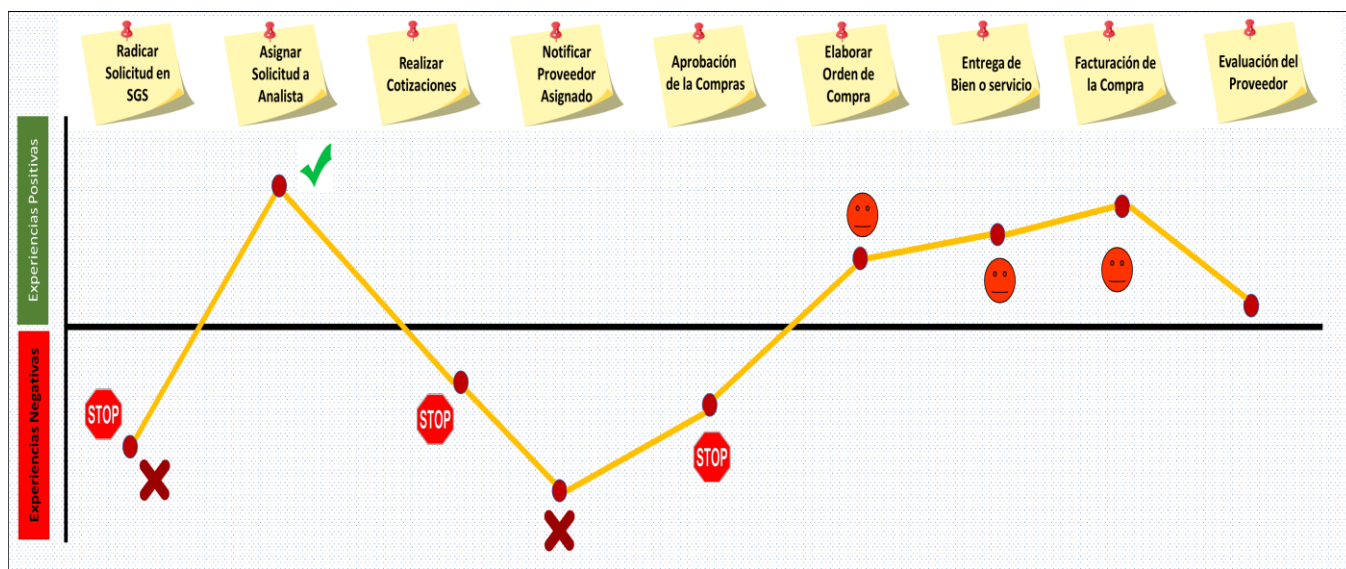 Radicar
Solicitud en
SGS
Asignar
Solicitud a
Analista
Realizar
Cotizaciones
Notificar
Proveedor
Asignado
Aprobación
de la Compras
Elaborar
Orden de
Compra
Entrega de
Bien o servicio
Facturación de
la Compra
Evaluación del
Proveedor
Experiencias Positivas
Experiencias Negativas
STOP
STOP
STOP